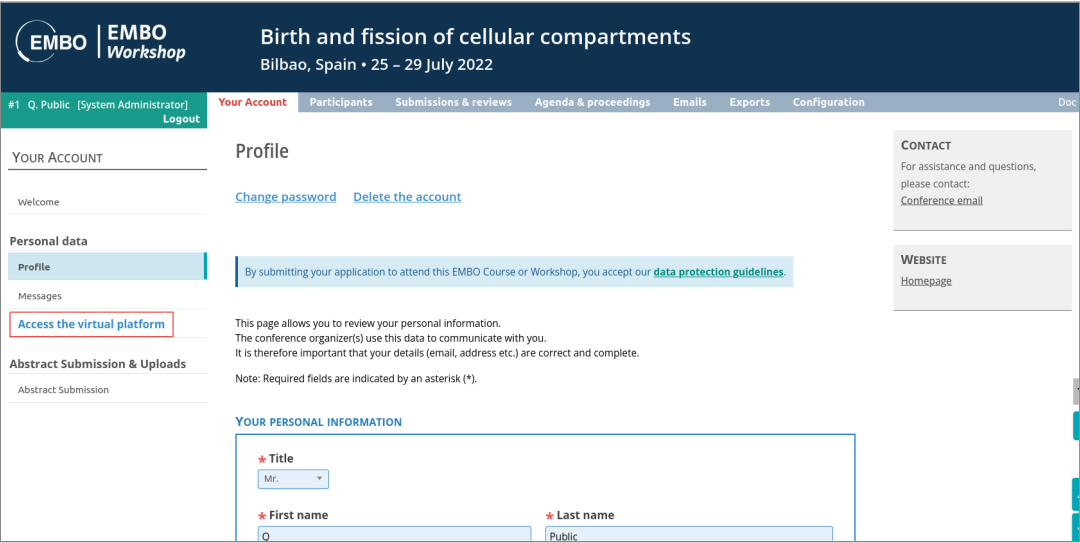 EMBO
EMBO
Workshop
Birth and fission of cellular compartments
Bilbao, Spain • 25 – 29 July 2022
#1 Q. Public [System Administrator]
Logout
Your Account Participants Submissions & reviews Agenda & proceedings Emails Exports Configuration Doc
YOUR ACCOUNT
Welcome
Personal data
Profile
Messages
Access the virtual platform
Abstract Submission & Uploads
Abstract Submission
Profile
Change password Delete the account
By submitting your application to attend this EMBO Course or Workshop, you accept our data protection guidelines.
This page allows you to review your personal information.
The conference organizer(s) use this data to communicate with you.
It is therefore important that your details (email, address etc.) are correct and complete.
Note: Required fields are indicated by an asterisk (*).
YOUR PERSONAL INFORMATION
* Title
Mr.
* First name * Last name
Q Public
CONTACT
For assistance and questions,
please contact:
Conference email
WEBSITE
Homepage